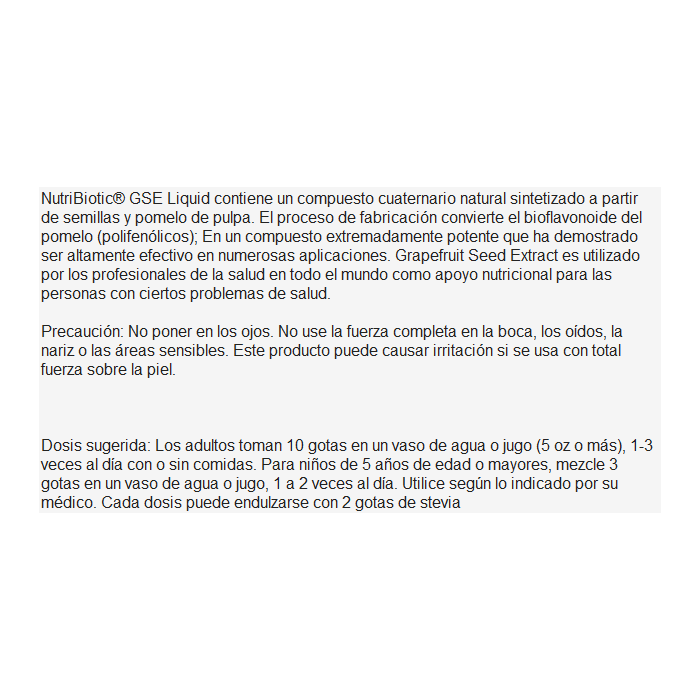 NutriBiotic® GSE Liquid contiene un compuesto cuaternario natural sintetizado a partir
de semillas y pomelo de pulpa. El proceso de fabricación convierte el bioflavonoide del
pomelo (polifenólicos); En un compuesto extremadamente potente que ha demostrado
ser altamente efectivo en numerosas aplicaciones. Grapefruit Seed Extract es utilizado
por los profesionales de la salud en todo el mundo como apoyo nutricional para las
personas con ciertos problemas de salud.
Precaución: No poner en los ojos. No use la fuerza completa en la boca, los oídos, la
nariz o las áreas sensibles. Este producto puede causar irritación si se usa con total
fuerza sobre la piel.
Dosis sugerida: Los adultos toman 10 gotas en un vaso de agua o jugo (5 oz o más), 1-3
veces al día con o sin comidas. Para niños de 5 años de edad o mayores, mezcle 3
gotas en un vaso de agua o jugo, 1 a 2 veces al día. Utilice según lo indicado por su
médico. Cada dosis puede endulzarse con 2 gotas de stevia